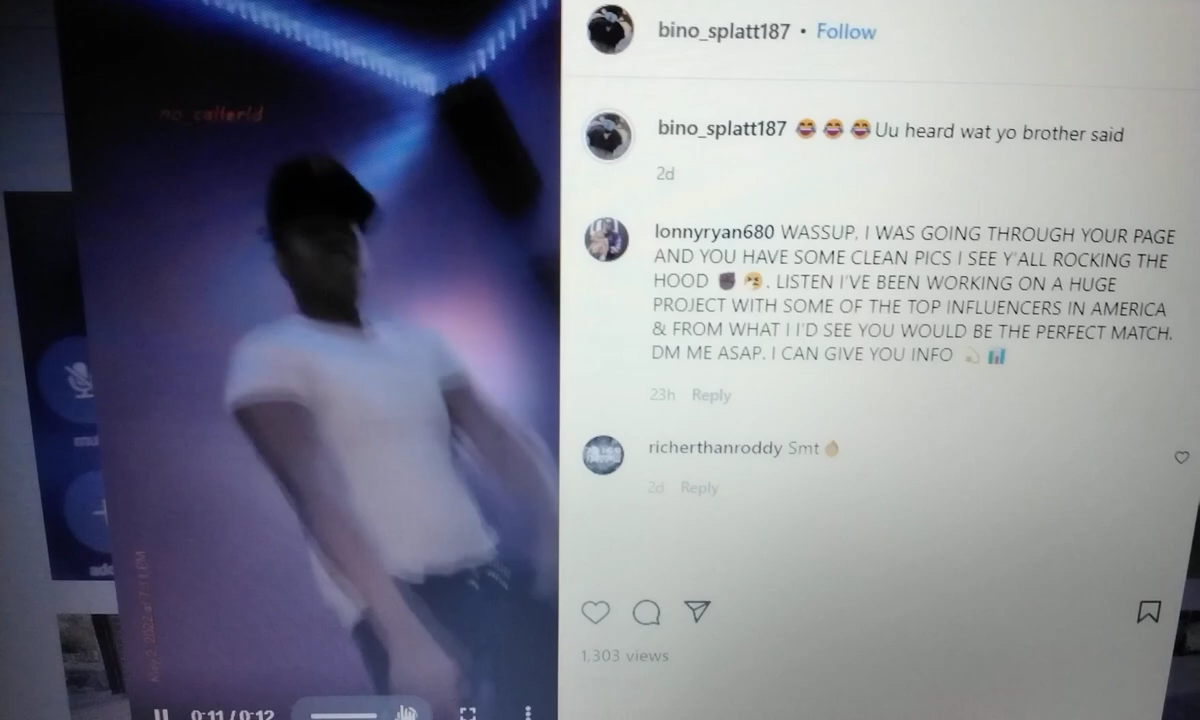 bino_splatt187 • Follow
no_callerId
bino_splatt187 😂 😂 😂 Uu heard wat yo brother said
2d
lonnyryan680 WASSUP, I WAS GOING THROUGH YOUR PAGE
AND YOU HAVE SOME CLEAN PICS I SEE Y'ALL ROCKING THE
HOOD ✊🏿 🤧. LISTEN I'VE BEEN WORKING ON A HUGE
PROJECT WITH SOME OF THE TOP INFLUENCERS IN AMERICA
& FROM WHAT I I'D SEE YOU WOULD BE THE PERFECT MATCH.
DM ME ASAP. I CAN GIVE YOU INFO 💫 📊
23h Reply
richerthanroddy Smt
2d Reply
1,303 views
0:11 / 0:12